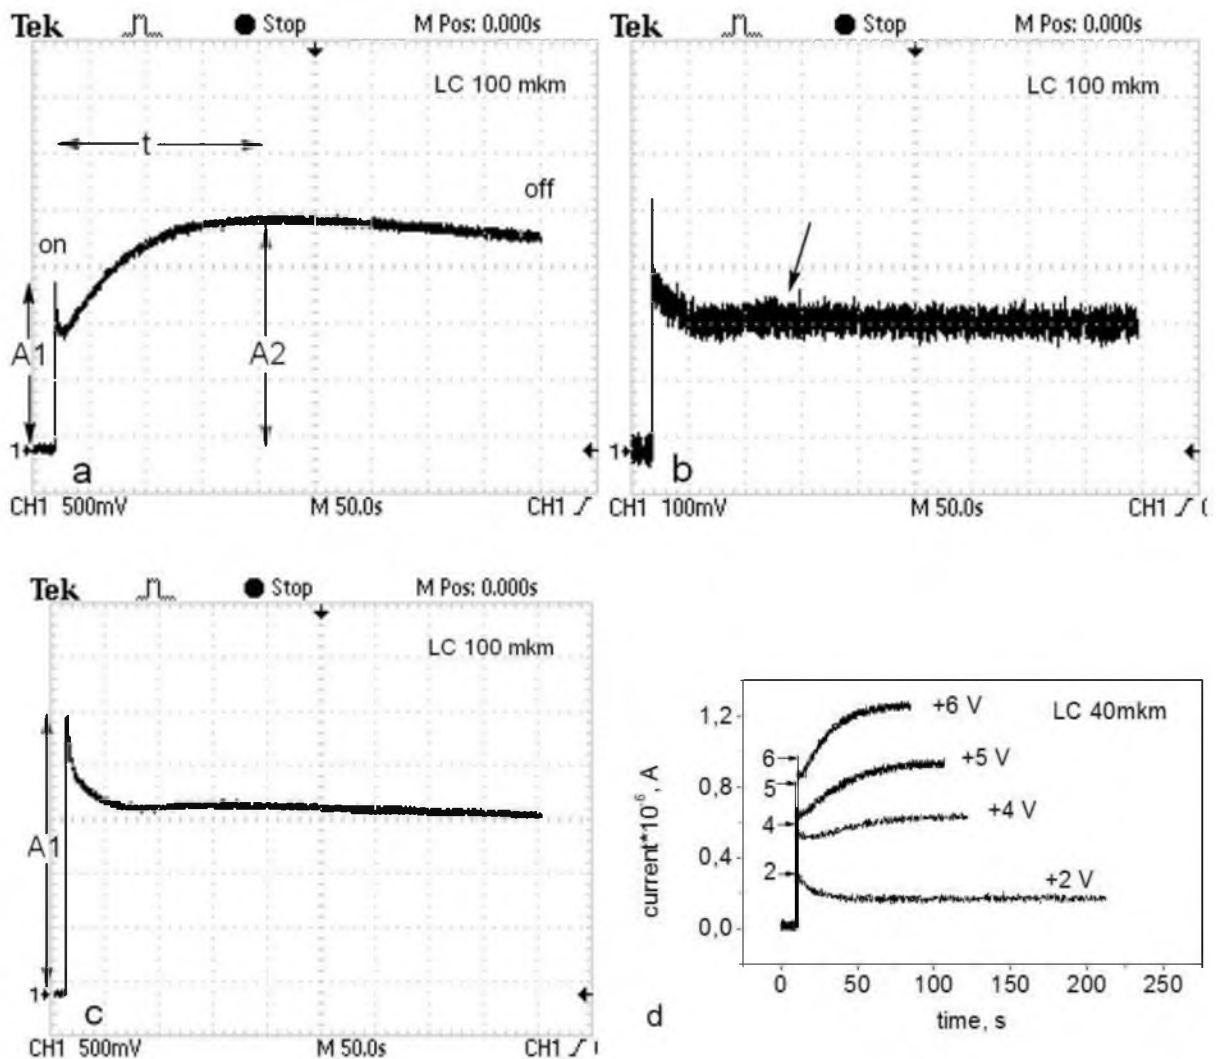 Tek Stop M Pos: 0.000s
LC 100 mkm
t
off
on
A1
A2
1
a
CH1 500mV M 50.0s CH1
Tek Stop M Pos: 0.000s
LC 100 mkm
1
b
CH1 100mV M 50.0s CH1
Tek Stop M Pos: 0.000s
LC 100 mkm
A1
1
c
CH1 500mV M 50.0s CH1
LC 40mkm
+6 V
+5 V
+4 V
+2 V
6
5
4
2
1,2
0,8
0,4
0,0
current*10⁻⁶, A
0 50 100 150 200 250
time, s
d